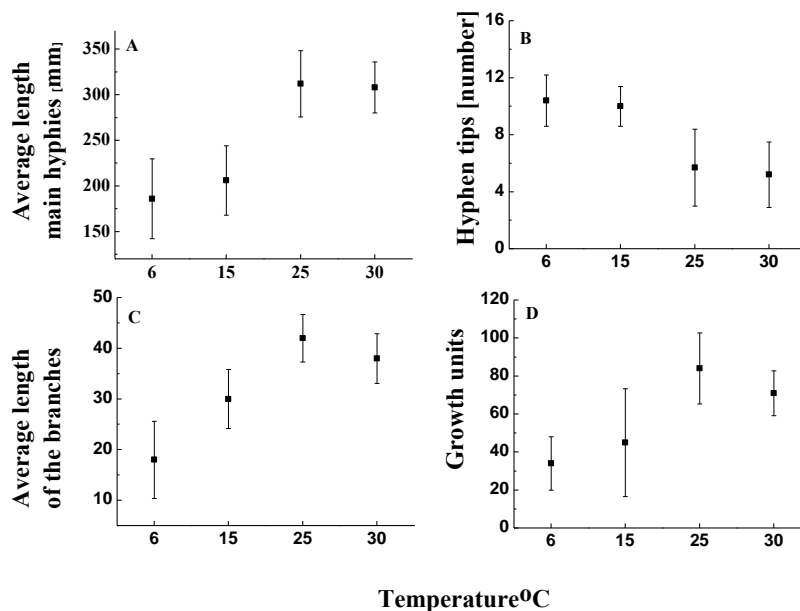 A
Average length
main hyphies [mm]
350
300
250
200
150
6 15 25 30
B
Hyphen tips [number]
16
12
8
4
0
6 15 25 30
C
Average length
of the branches
50
40
30
20
10
6 15 25 30
D
Growth units
120
100
80
60
40
20
0
6 15 25 30
Temperature⁰C